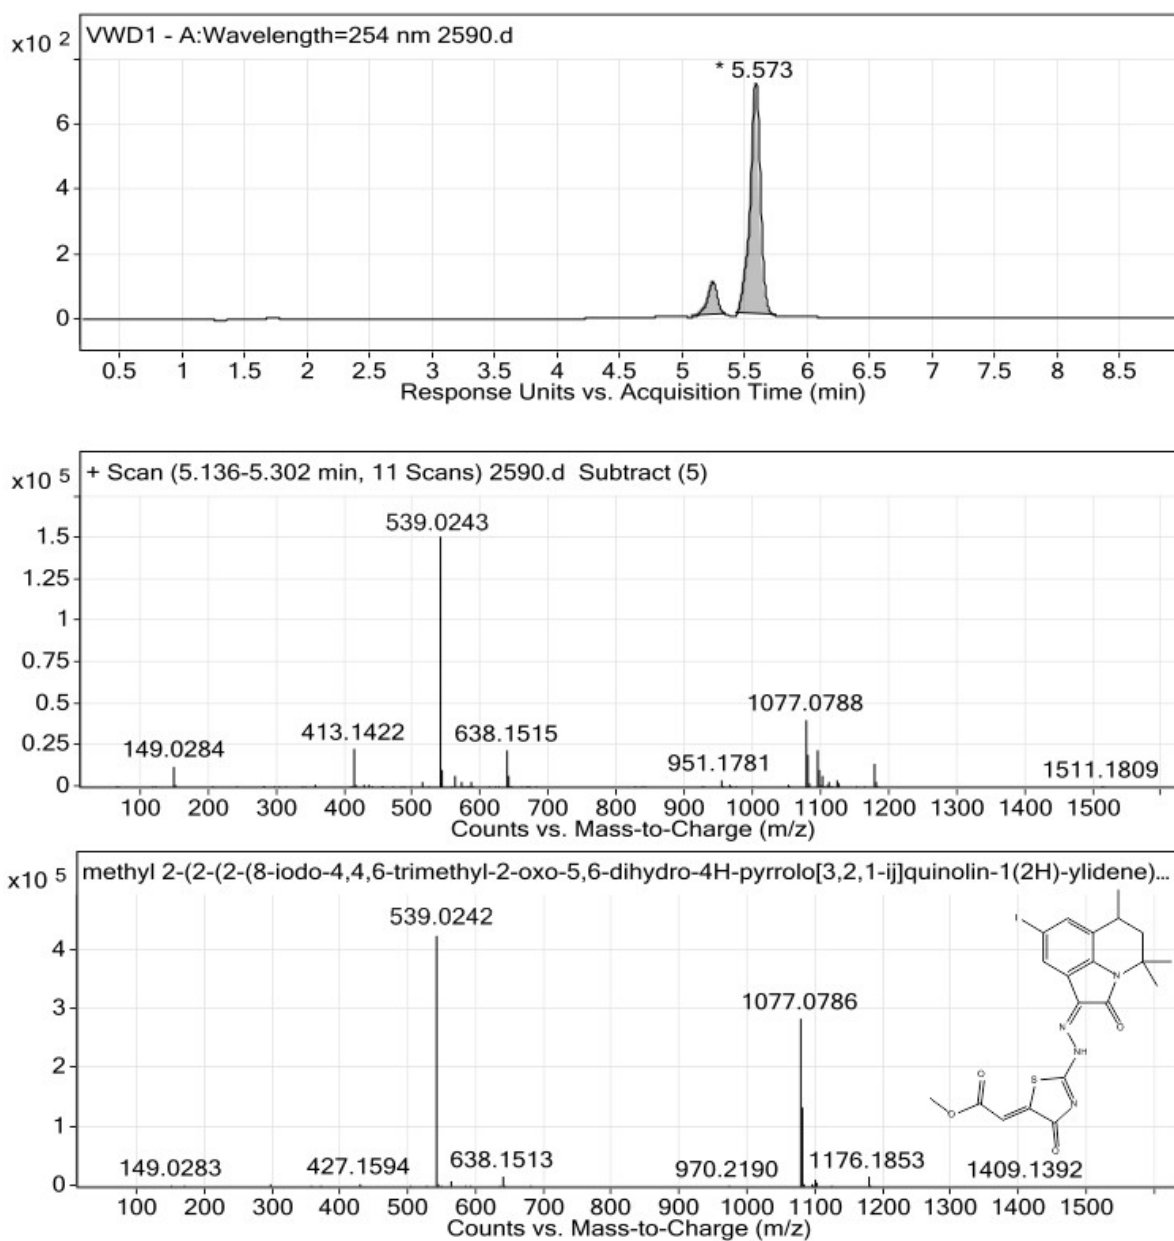 x10 2
VWD1 - A:Wavelength=254 nm 2590.d
* 5.573
6
4
2
0
0.5 1 1.5 2 2.5 3 3.5 4 4.5 5 5.5 6 6.5 7 7.5 8 8.5
Response Units vs. Acquisition Time (min)
x10 5
+ Scan (5.136-5.302 min, 11 Scans) 2590.d Subtract (5)
539.0243
1.5
1.25
1
0.75
0.5
0.25
0
149.0284
413.1422
638.1515
951.1781
1077.0788
1511.1809
100 200 300 400 500 600 700 800 900 1000 1100 1200 1300 1400 1500
Counts vs. Mass-to-Charge (m/z)
x10 5
methyl 2-(2-(2-(8-iodo-4,4,6-trimethyl-2-oxo-5,6-dihydro-4H-pyrrolo[3,2,1-ij]quinolin-1(2H)-ylidene)...
539.0242
4
3
2
1
0
149.0283
427.1594
638.1513
970.2190
1077.0786
1176.1853
1409.1392
I
N
O
N
NH
S
N
O
O
O
100 200 300 400 500 600 700 800 900 1000 1100 1200 1300 1400 1500
Counts vs. Mass-to-Charge (m/z)